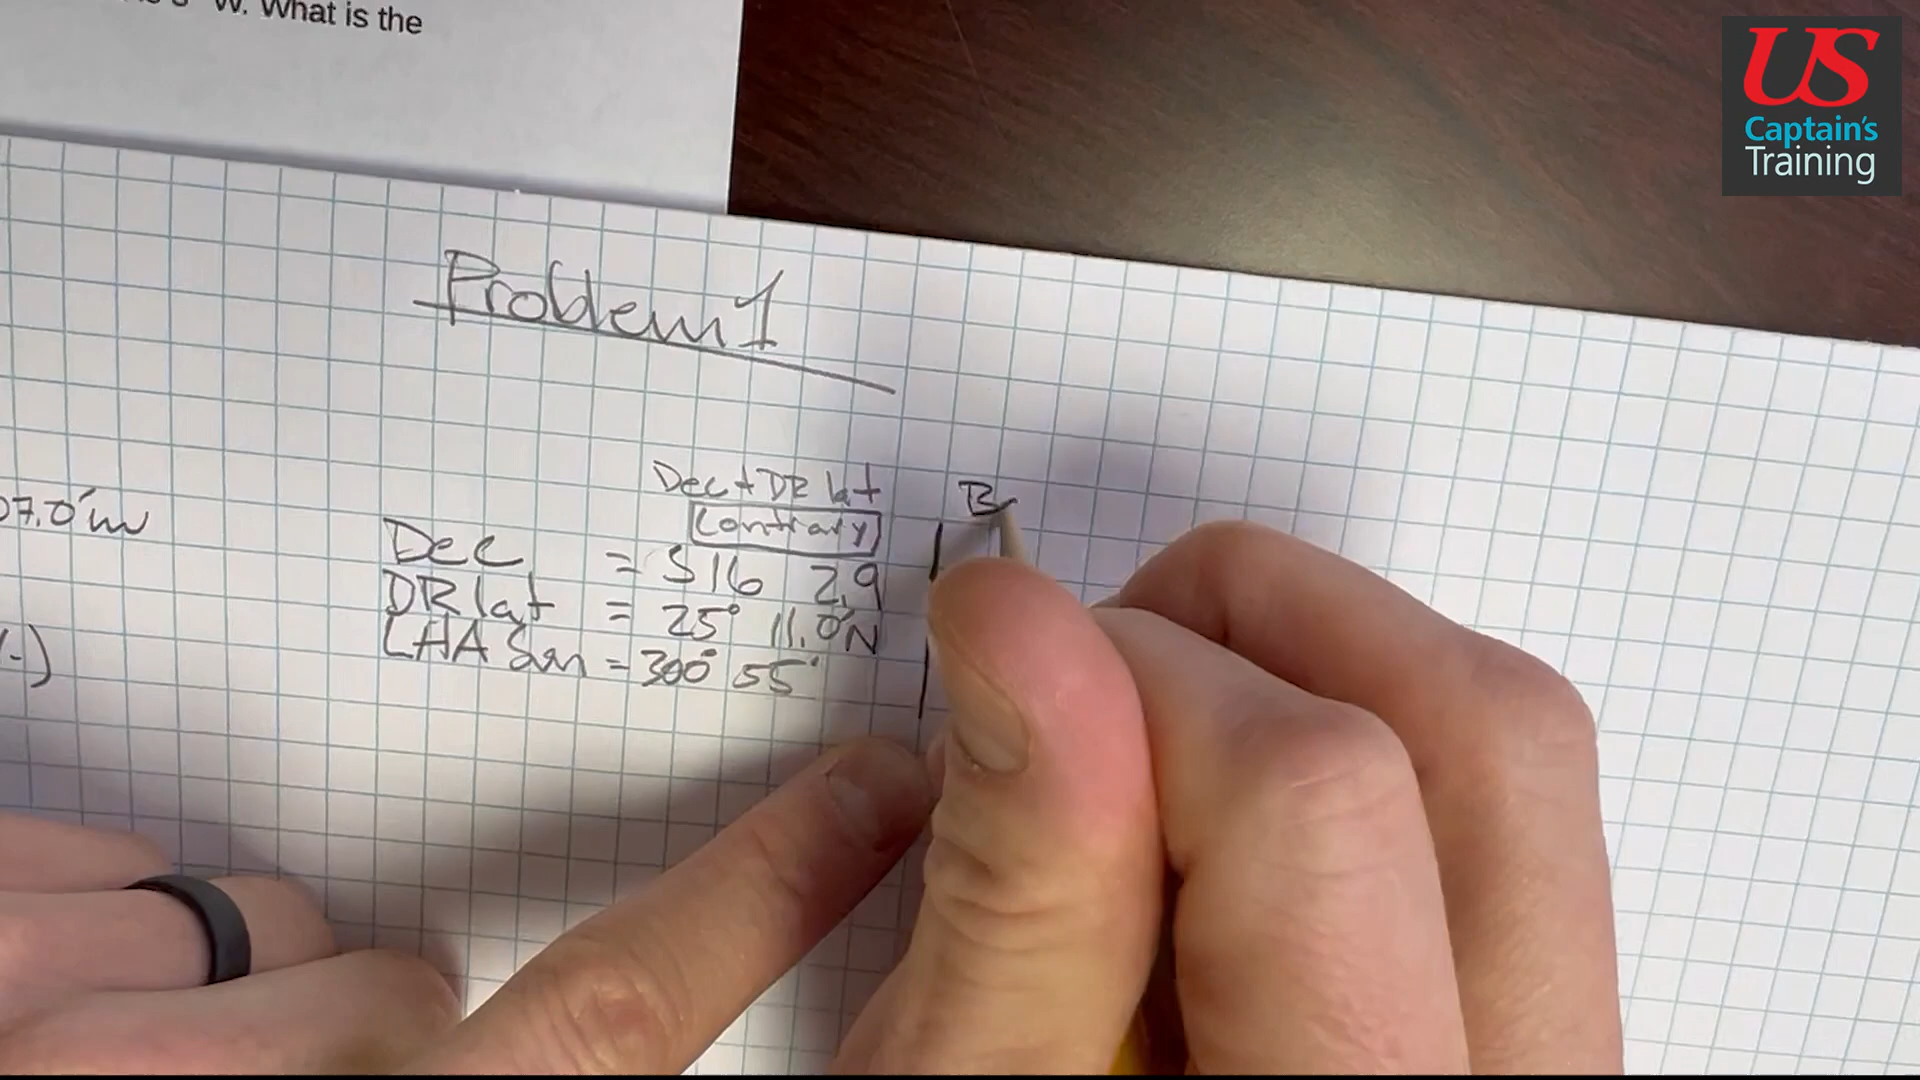 W. What is the
US
Captain's
Training
Problem 1
Dec + DR lat
Contrary
Dec = S16 2.9
DR lat = 25° 11.0'N
LHA Sun = 300° 55'
B
07.0'm
(-)